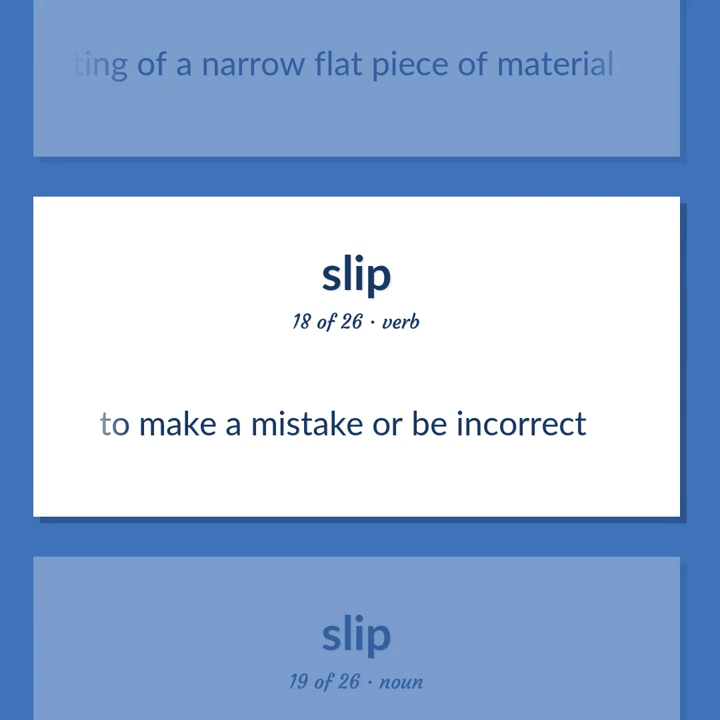 ting of a narrow flat piece of material
slip
18 of 26 · verb
to make a mistake or be incorrect
slip
19 of 26 · noun